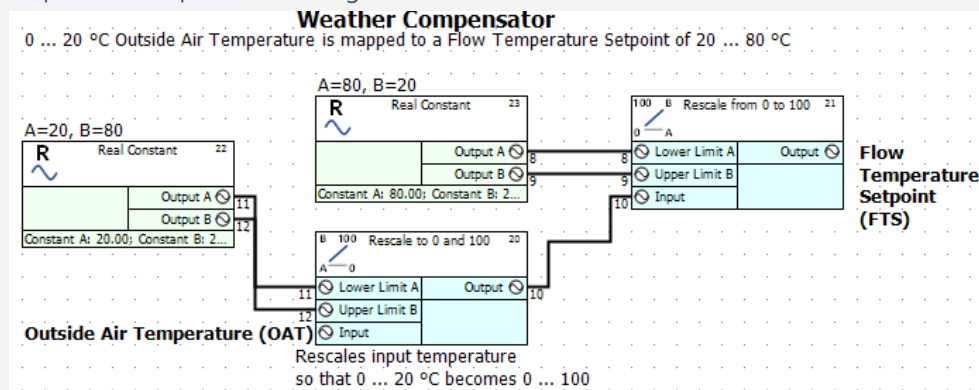 Weather Compensator
0 ... 20 ºC Outside Air Temperature is mapped to a Flow Temperature Setpoint of 20 ... 80 ºC
A=80, B=20
R Real Constant 23
Output A 8
Output B 9
Constant A: 80.00; Constant B: 2...
100 B Rescale from 0 to 100 21
0 A
8 Lower Limit A Output
9 Upper Limit B
10 Input
Flow
Temperature
Setpoint
(FTS)
A=20, B=80
R Real Constant 22
Output A 11
Output B 12
Constant A: 20.00; Constant B: 2...
B 100 Rescale to 0 and 100 20
A 0
11 Lower Limit A Output 10
12 Upper Limit B
Outside Air Temperature (OAT) Input
Rescales input temperature
so that 0 ... 20 ºC becomes 0 ... 100